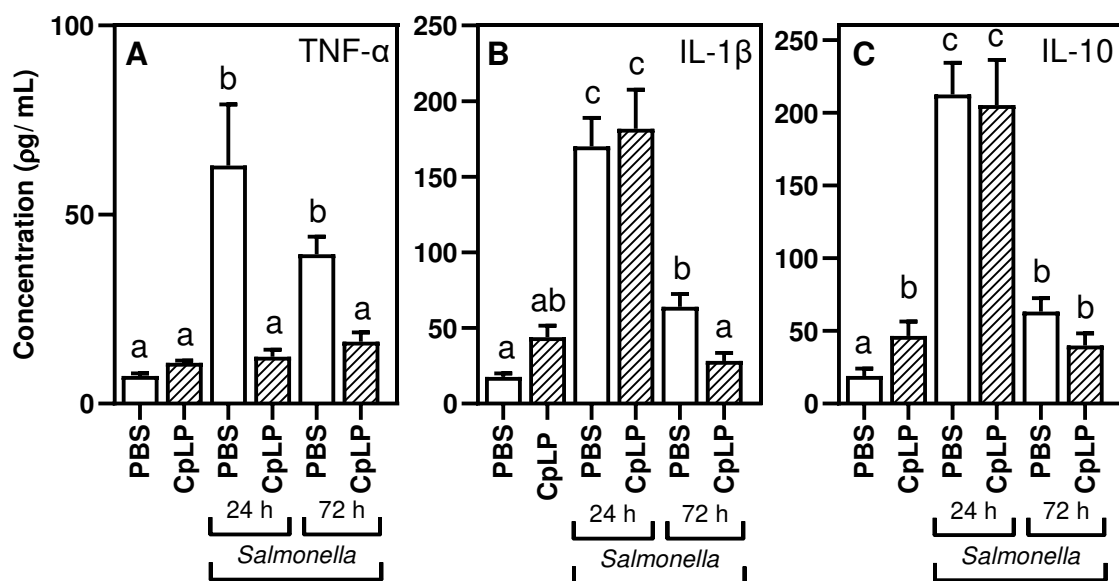 Concentration (ρg/ mL)
A
TNF-α
100
50
0
a
a
b
a
b
a
PBS
CpLP
PBS
CpLP
PBS
CpLP
24 h
72 h
Salmonella
B
IL-1β
250
200
150
100
50
0
a
ab
c
c
b
a
PBS
CpLP
PBS
CpLP
PBS
CpLP
24 h
72 h
Salmonella
C
IL-10
250
200
150
100
50
0
a
b
c
c
b
b
PBS
CpLP
PBS
CpLP
PBS
CpLP
24 h
72 h
Salmonella